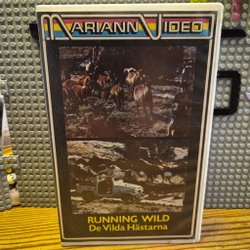 MARIANN VIDEO
RUNNING WILD
De Vilda Hästarna